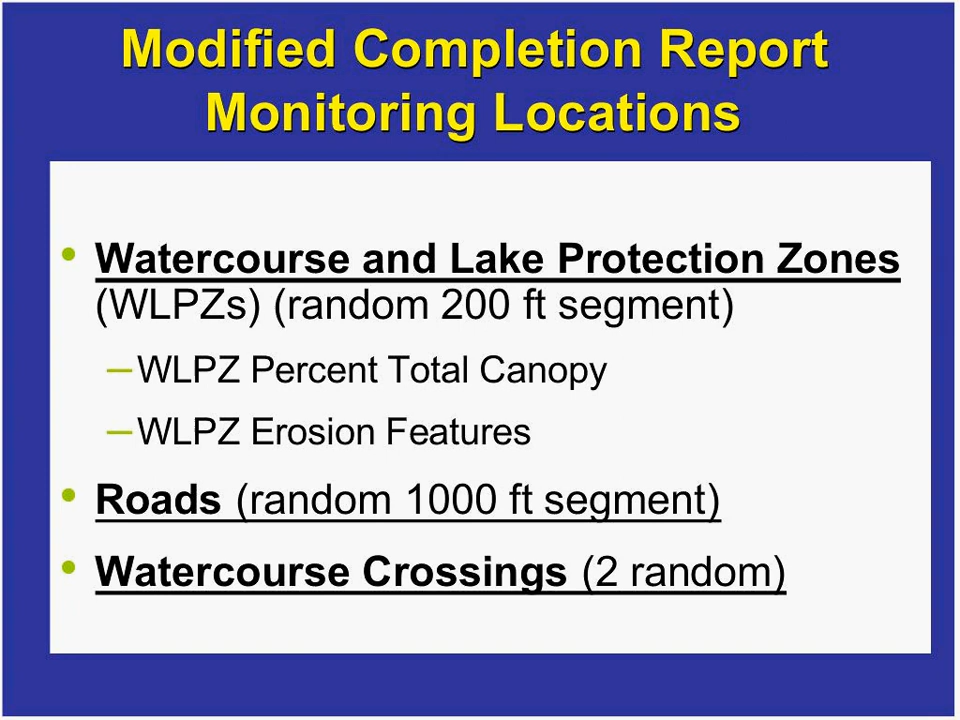 Modified Completion Report
Monitoring Locations
• Watercourse and Lake Protection Zones
(WLPZs) (random 200 ft segment)
– WLPZ Percent Total Canopy
– WLPZ Erosion Features
• Roads (random 1000 ft segment)
• Watercourse Crossings (2 random)